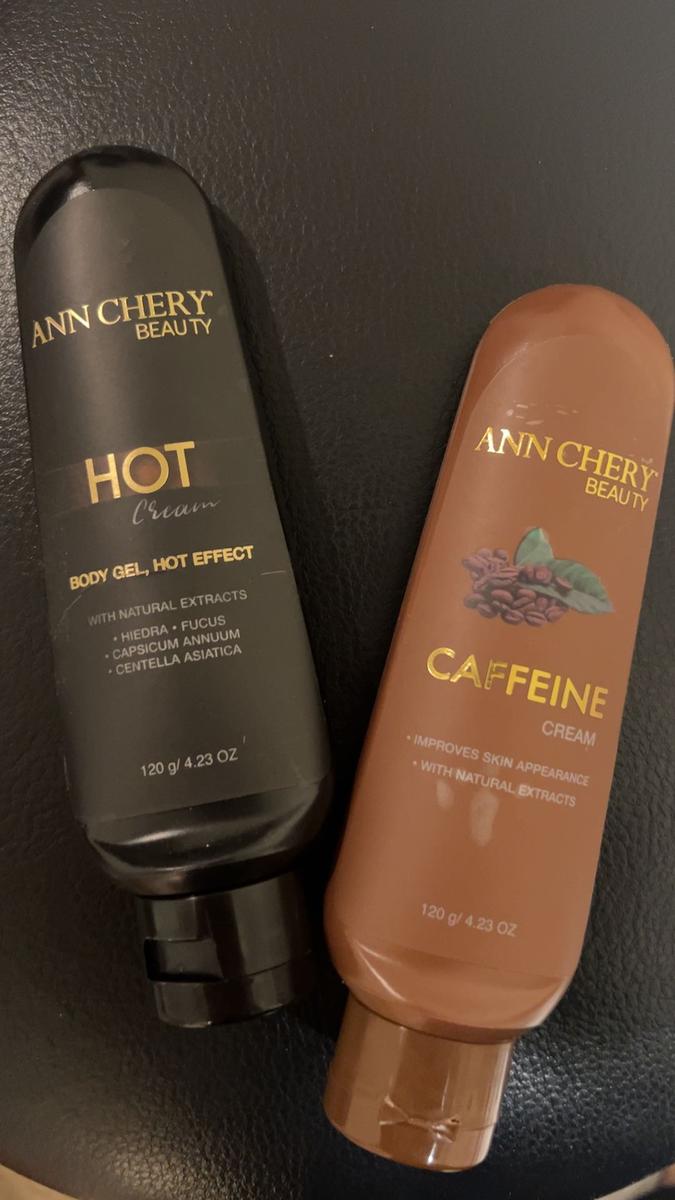 ANN CHERY®
BEAUTY
HOT
Cream
BODY GEL, HOT EFFECT
WITH NATURAL EXTRACTS
• HIEDRA • FUCUS
• CAPSICUM ANNUUM
• CENTELLA ASIATICA
120 g/ 4.23 OZ
ANN CHERY®
BEAUTY
CAFFEINE
CREAM
• IMPROVES SKIN APPEARANCE
• WITH NATURAL EXTRACTS
120 g/ 4.23 OZ